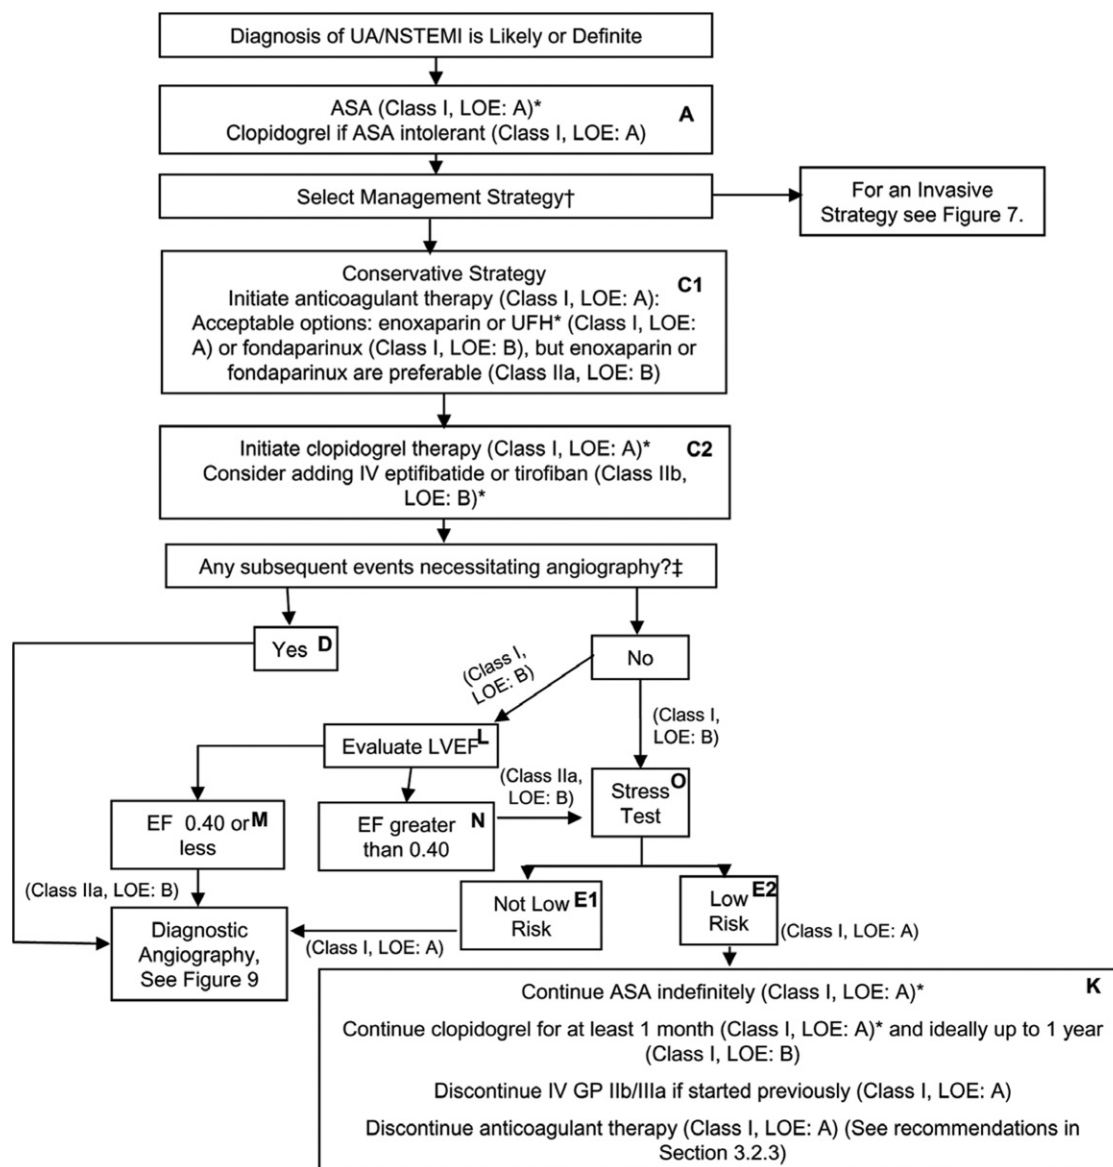 Diagnosis of UA/NSTEMI is Likely or Definite
ASA (Class I, LOE: A)*
A
Clopidogrel if ASA intolerant (Class I, LOE: A)
Select Management Strategy†
For an Invasive
Strategy see Figure 7.
Conservative Strategy
C1
Initiate anticoagulant therapy (Class I, LOE: A):
Acceptable options: enoxaparin or UFH* (Class I, LOE:
A) or fondaparinux (Class I, LOE: B), but enoxaparin or
fondaparinux are preferable (Class IIa, LOE: B)
Initiate clopidogrel therapy (Class I, LOE: A)*
C2
Consider adding IV eptifibatide or tirofiban (Class IIb,
LOE: B)*
Any subsequent events necessitating angiography?‡
Yes
D
No
(Class I,
LOE: B)
(Class I,
LOE: B)
Evaluate LVEF
L
(Class IIa,
LOE: B)
Stress
Test
O
EF 0.40 or
less
M
EF greater
than 0.40
N
(Class IIa, LOE: B)
Not Low
Risk
E1
Low
Risk
E2
(Class I, LOE: A)
(Class I, LOE: A)
Diagnostic
Angiography,
See Figure 9
Continue ASA indefinitely (Class I, LOE: A)*
K
Continue clopidogrel for at least 1 month (Class I, LOE: A)* and ideally up to 1 year
(Class I, LOE: B)
Discontinue IV GP IIb/IIIa if started previously (Class I, LOE: A)
Discontinue anticoagulant therapy (Class I, LOE: A) (See recommendations in
Section 3.2.3)